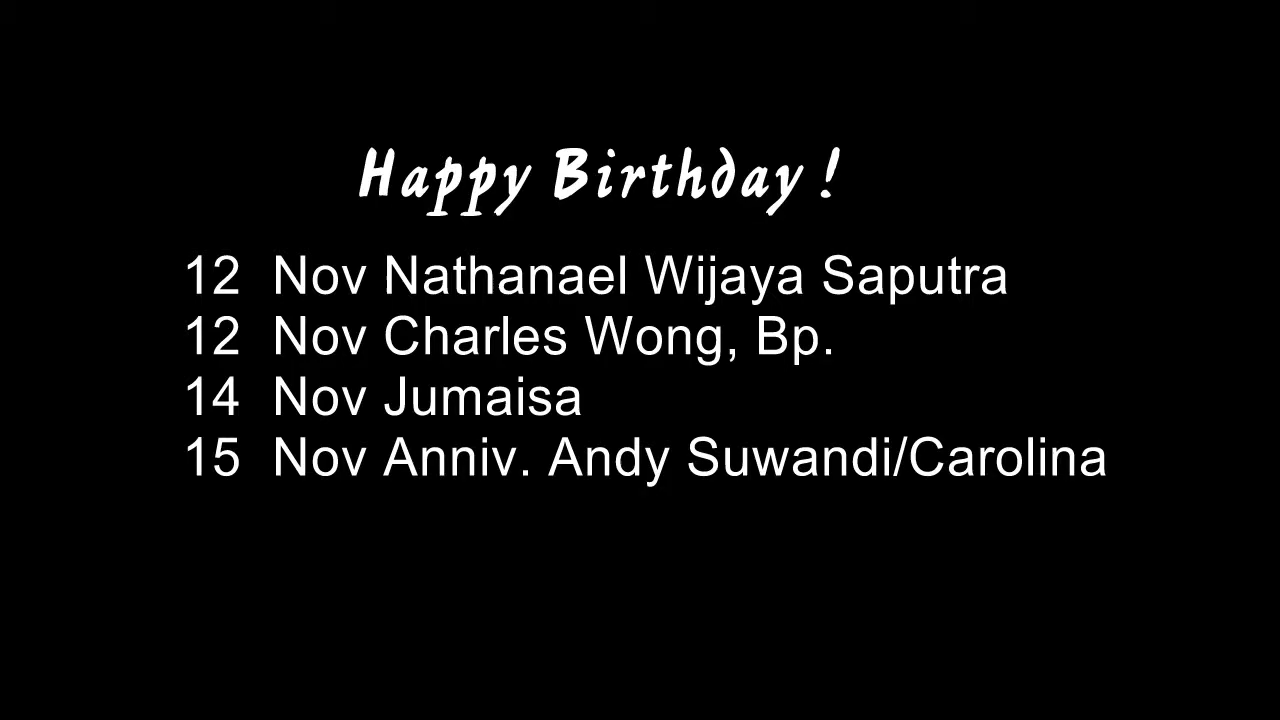 Happy Birthday !
12 Nov Nathanael Wijaya Saputra
12 Nov Charles Wong, Bp.
14 Nov Jumaisa
15 Nov Anniv. Andy Suwandi/Carolina